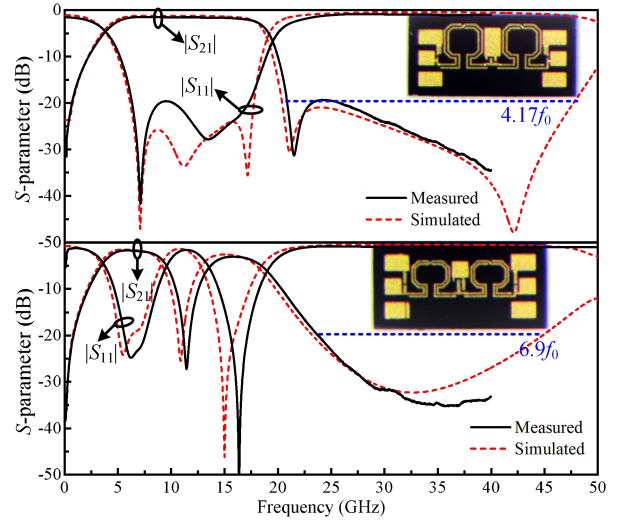 0
-10
-20
-30
-40
-50
S-parameter (dB)
|S21|
|S11|
4.17f0
Measured
Simulated
-10
-20
-30
-40
-50
S-parameter (dB)
|S21|
|S11|
6.9f0
Measured
Simulated
0 5 10 15 20 25 30 35 40 45 50
Frequency (GHz)